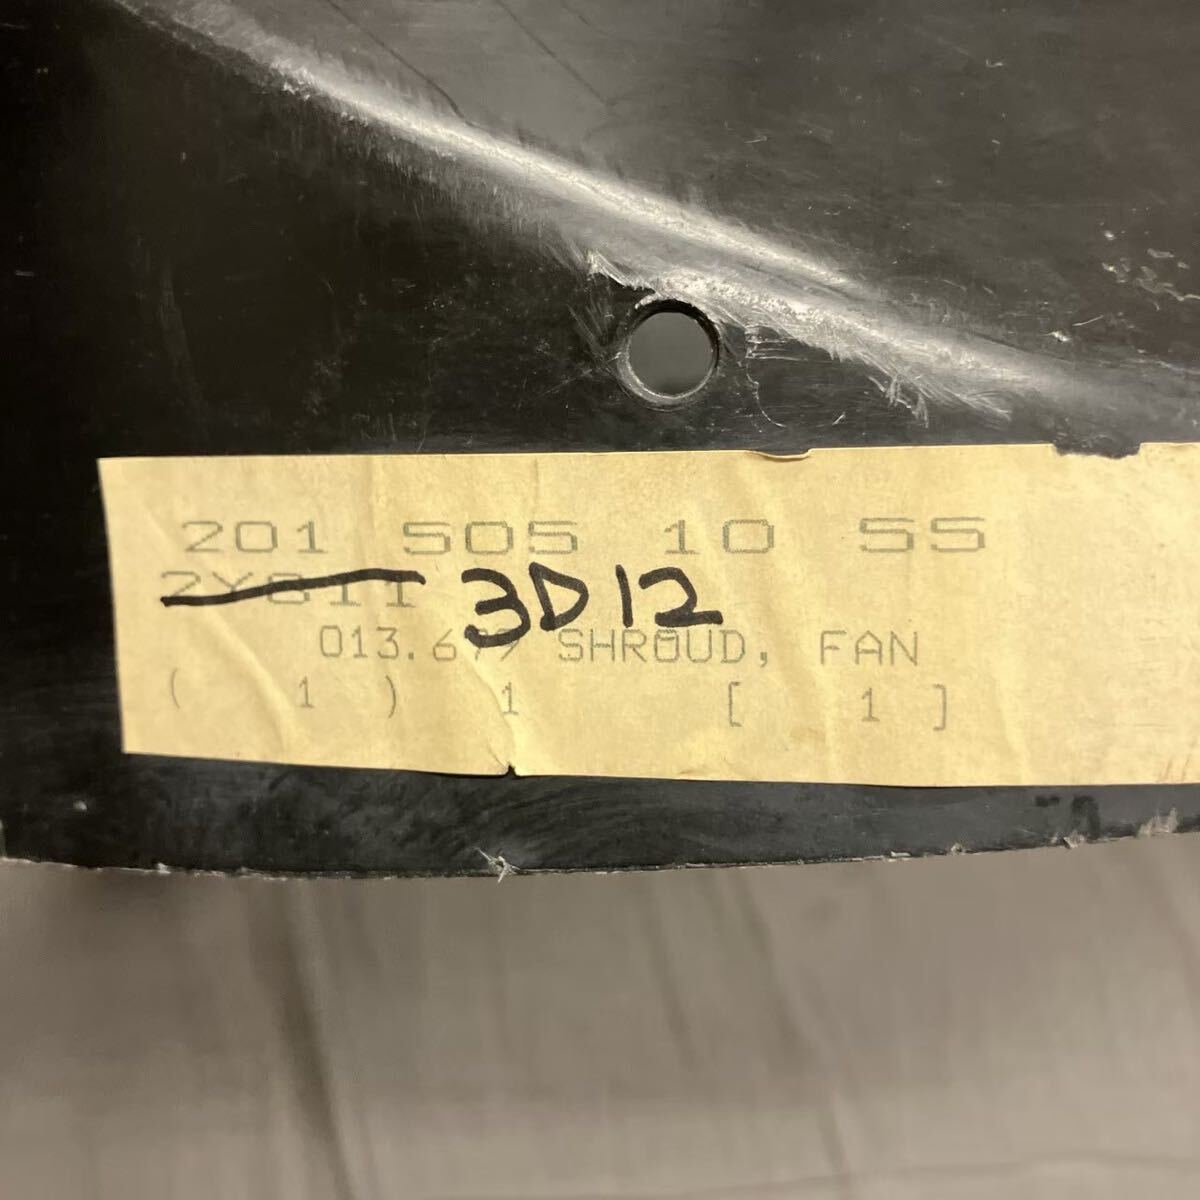 201 505 10 55
3D12
SHROUD, FAN
( 1 ) 1 [ 1 ]